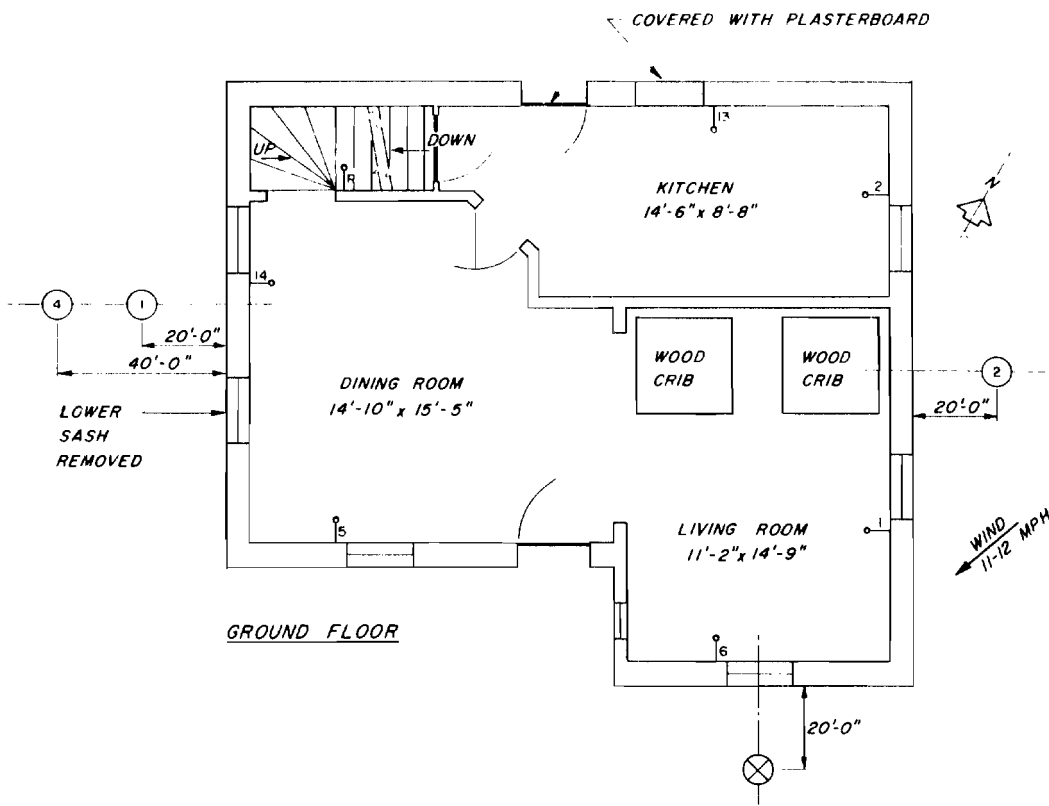 COVERED WITH PLASTERBOARD
13
UP
DOWN
R
KITCHEN
14'-6" x 8'-8"
2
N
14
4
1
20'-0"
40'-0"
DINING ROOM
14'-10" x 15'-5"
WOOD
CRIB
WOOD
CRIB
2
20'-0"
LOWER
SASH
REMOVED
5
LIVING ROOM
11'-2" x 14'-9"
1
WIND
11-12 MPH
GROUND FLOOR
6
20'-0"